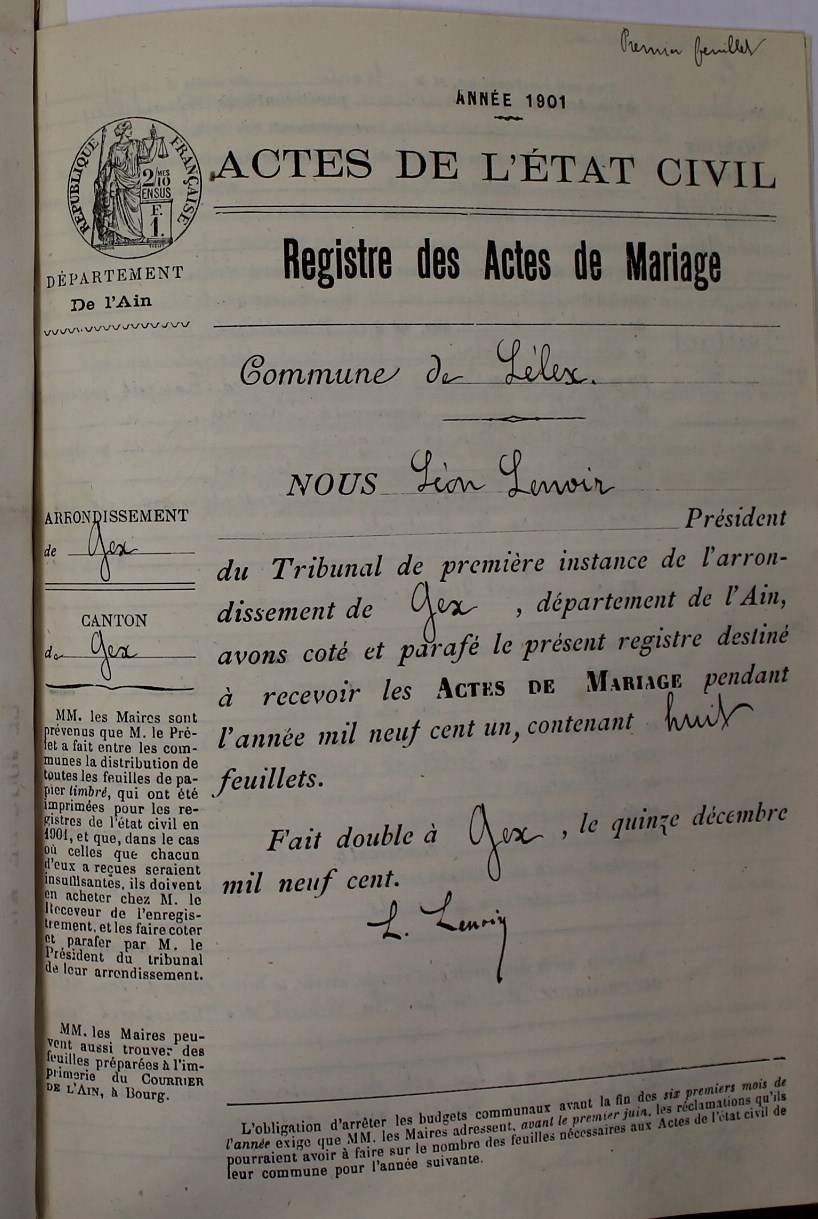 Premier feuillet
ANNÉE 1901
RÉPUBLIQUE FRANÇAISE
2/MES
10
EN SUS
F.
1.
ACTES DE L'ÉTAT CIVIL
DÉPARTEMENT
De l'Ain
Registre des Actes de Mariage
Commune de Lélex.
NOUS Léon Lenoir
Président
du Tribunal de première instance de l'arron-
dissement de Gex, département de l'Ain,
avons coté et parafé le présent registre destiné
à recevoir les ACTES DE MARIAGE pendant
l'année mil neuf cent un, contenant huit
feuillets.
Fait double à Gex, le quinze décembre
mil neuf cent.
L. Lenoir
ARRONDISSEMENT
de Gex
CANTON
de Gex
MM. les Maires sont
prévenus que M. le Pré-
fet a fait entre les com-
munes la distribution de
toutes les feuilles de pa-
pier timbré, qui ont été
imprimées pour les re-
gistres de l'état civil en
1901, et que, dans le cas
où celles que chacun
d'eux a reçues seraient
insuffisantes, ils doivent
en acheter chez M. le
Receveur de l'enregis-
trement, et les faire coter
et parafer par M. le
Président du tribunal
de leur arrondissement.
MM. les Maires peu-
vent aussi trouver des
feuilles préparées à l'im-
primerie du COURRIER
DE L'AIN, à Bourg.
L'obligation d'arrêter les budgets communaux avant la fin des six premiers mois de
l'année exige que MM. les Maires adressent, avant le premier juin, les réclamations qu'ils
pourraient avoir à faire sur le nombre des feuilles nécessaires aux Actes de l'état civil de
leur commune pour l'année suivante.